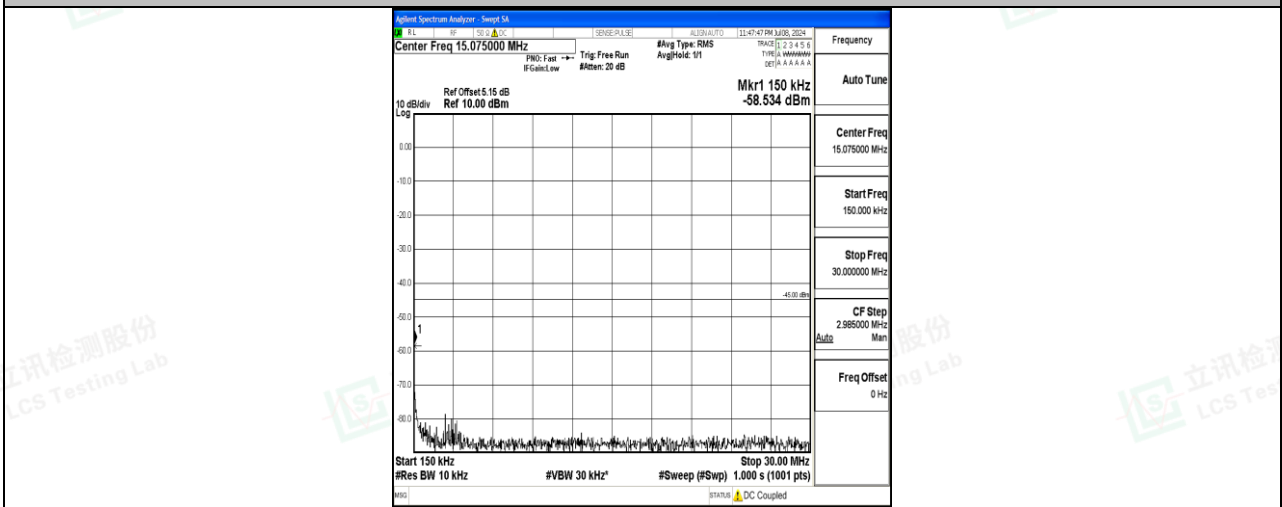 Agilent Spectrum Analyzer - Swept SA
RL RF 50 Ω DC SENSE:PULSE ALIGN AUTO 11:47:47 PM Jul 08, 2024
Center Freq 15.075000 MHz
PNO: Fast
IFGain:Low
Trig: Free Run
#Atten: 20 dB
#Avg Type: RMS
Avg|Hold: 1/1
TRACE 1 2 3 4 5 6
TYPE A WWWWW
DET A A A A A A
Frequency
Auto Tune
Mkr1 150 kHz
-58.534 dBm
Ref Offset 5.15 dB
10 dB/div Ref 10.00 dBm
Log
0.00
-10.0
-20.0
-30.0
-40.0
-45.00 dBm
-50.0
1
-60.0
-70.0
-80.0
Center Freq
15.075000 MHz
Start Freq
150.000 kHz
Stop Freq
30.000000 MHz
CF Step
2.985000 MHz
Auto Man
Freq Offset
0 Hz
Start 150 kHz Stop 30.00 MHz
#Res BW 10 kHz #VBW 30 kHz* #Sweep (#Swp) 1.000 s (1001 pts)
MSG STATUS DC Coupled
立讯检测股份
LCS Testing Lab